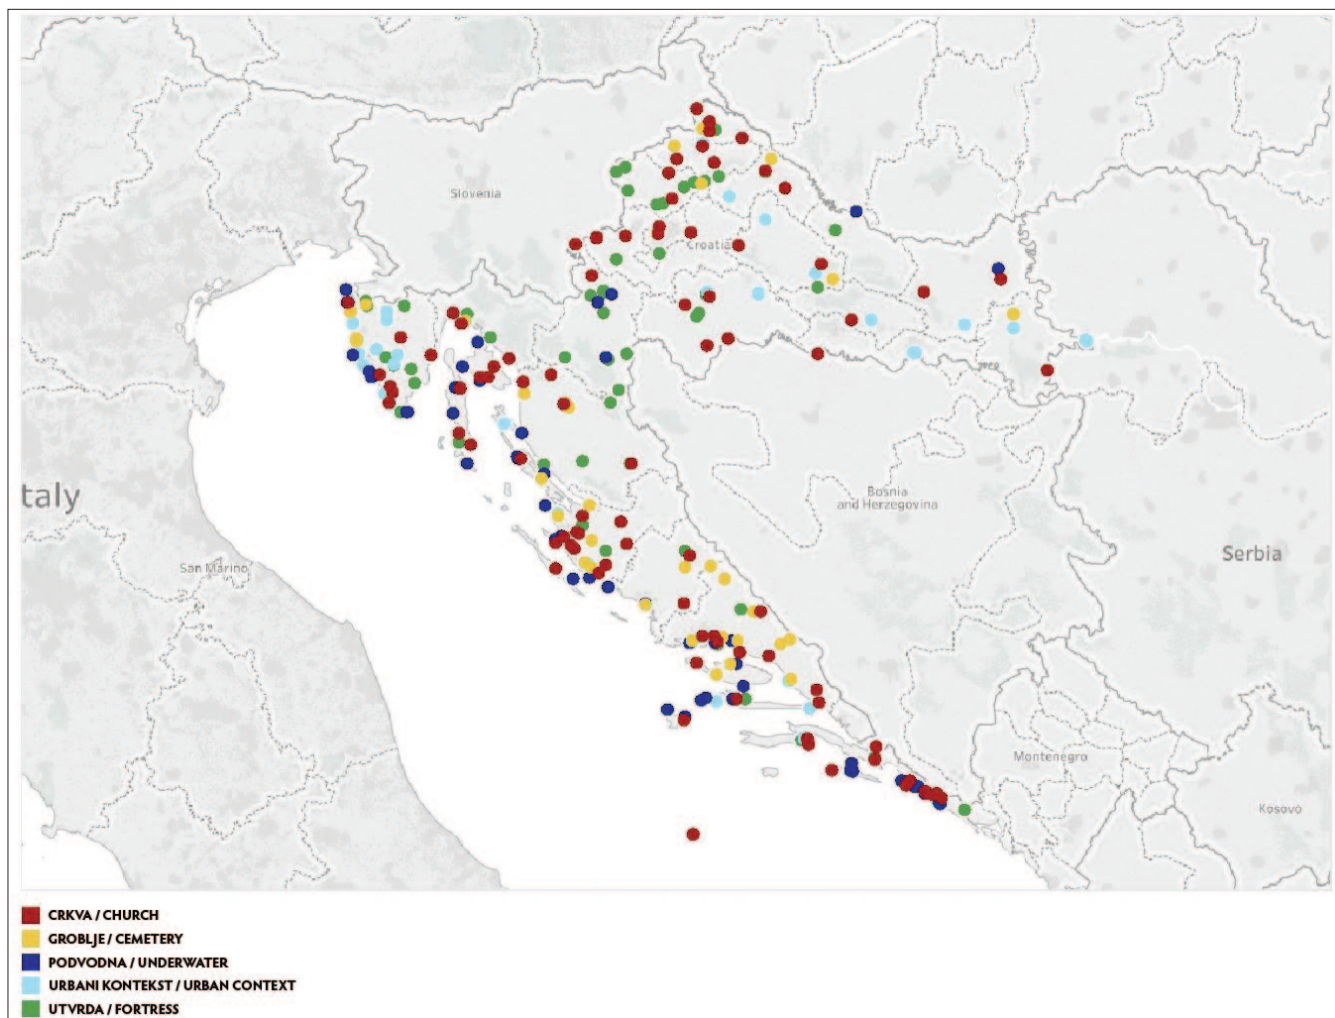 Slovenia
Croatia
taly
Bosnia
and Herzegovina
Serbia
San Marino
Montenegro
Kosovo
CRKVA / CHURCH
GROBLJE / CEMETERY
PODVODNA / UNDERWATER
URBANI KONTEKST / URBAN CONTEXT
UTVRDA / FORTRESS